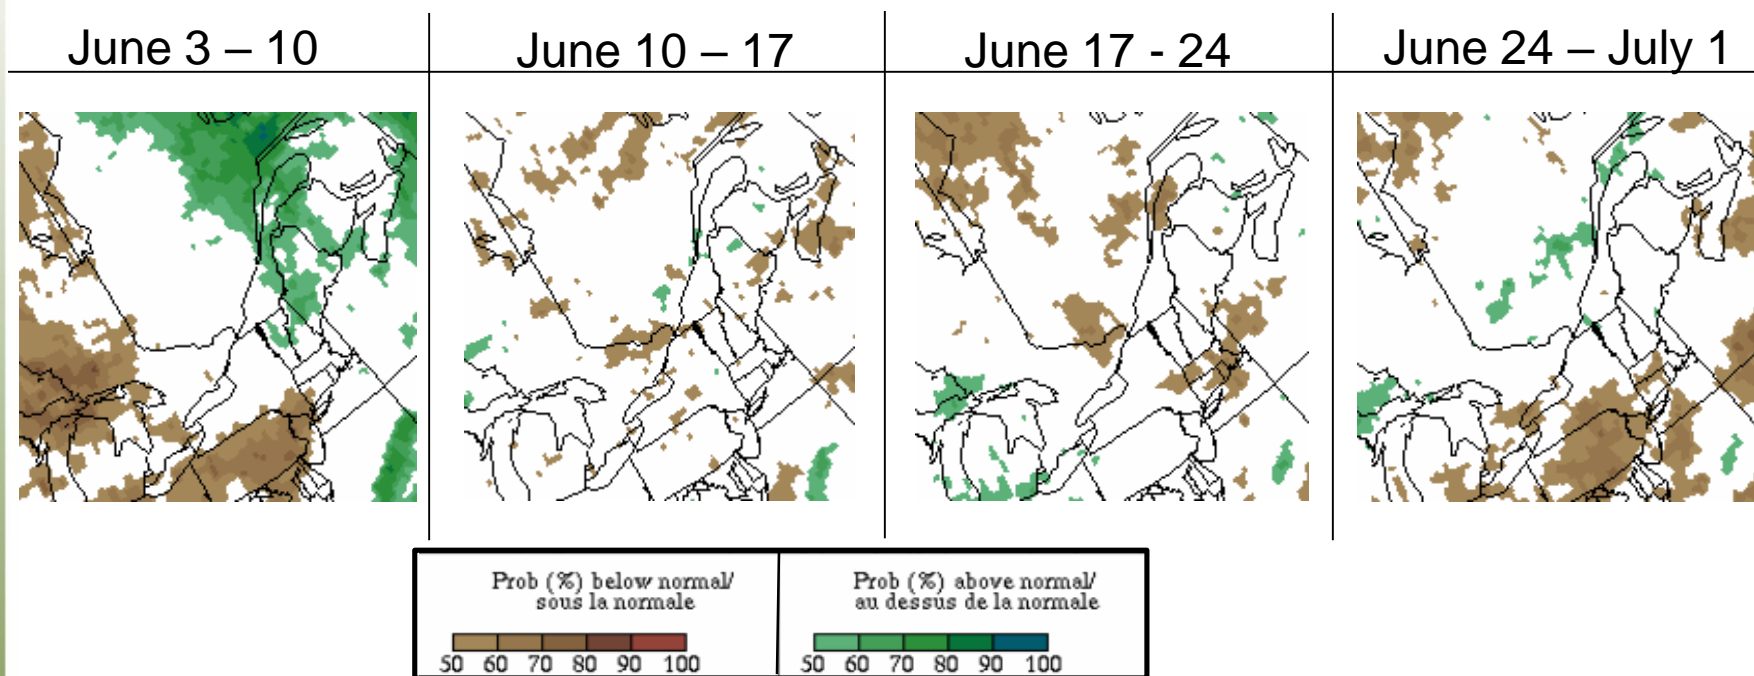 June 3 – 10
June 10 – 17
June 17 - 24
June 24 – July 1
Prob (%) below normal/
sous la normale
Prob (%) above normal/
au dessus de la normale
50 60 70 80 90 100
50 60 70 80 90 100